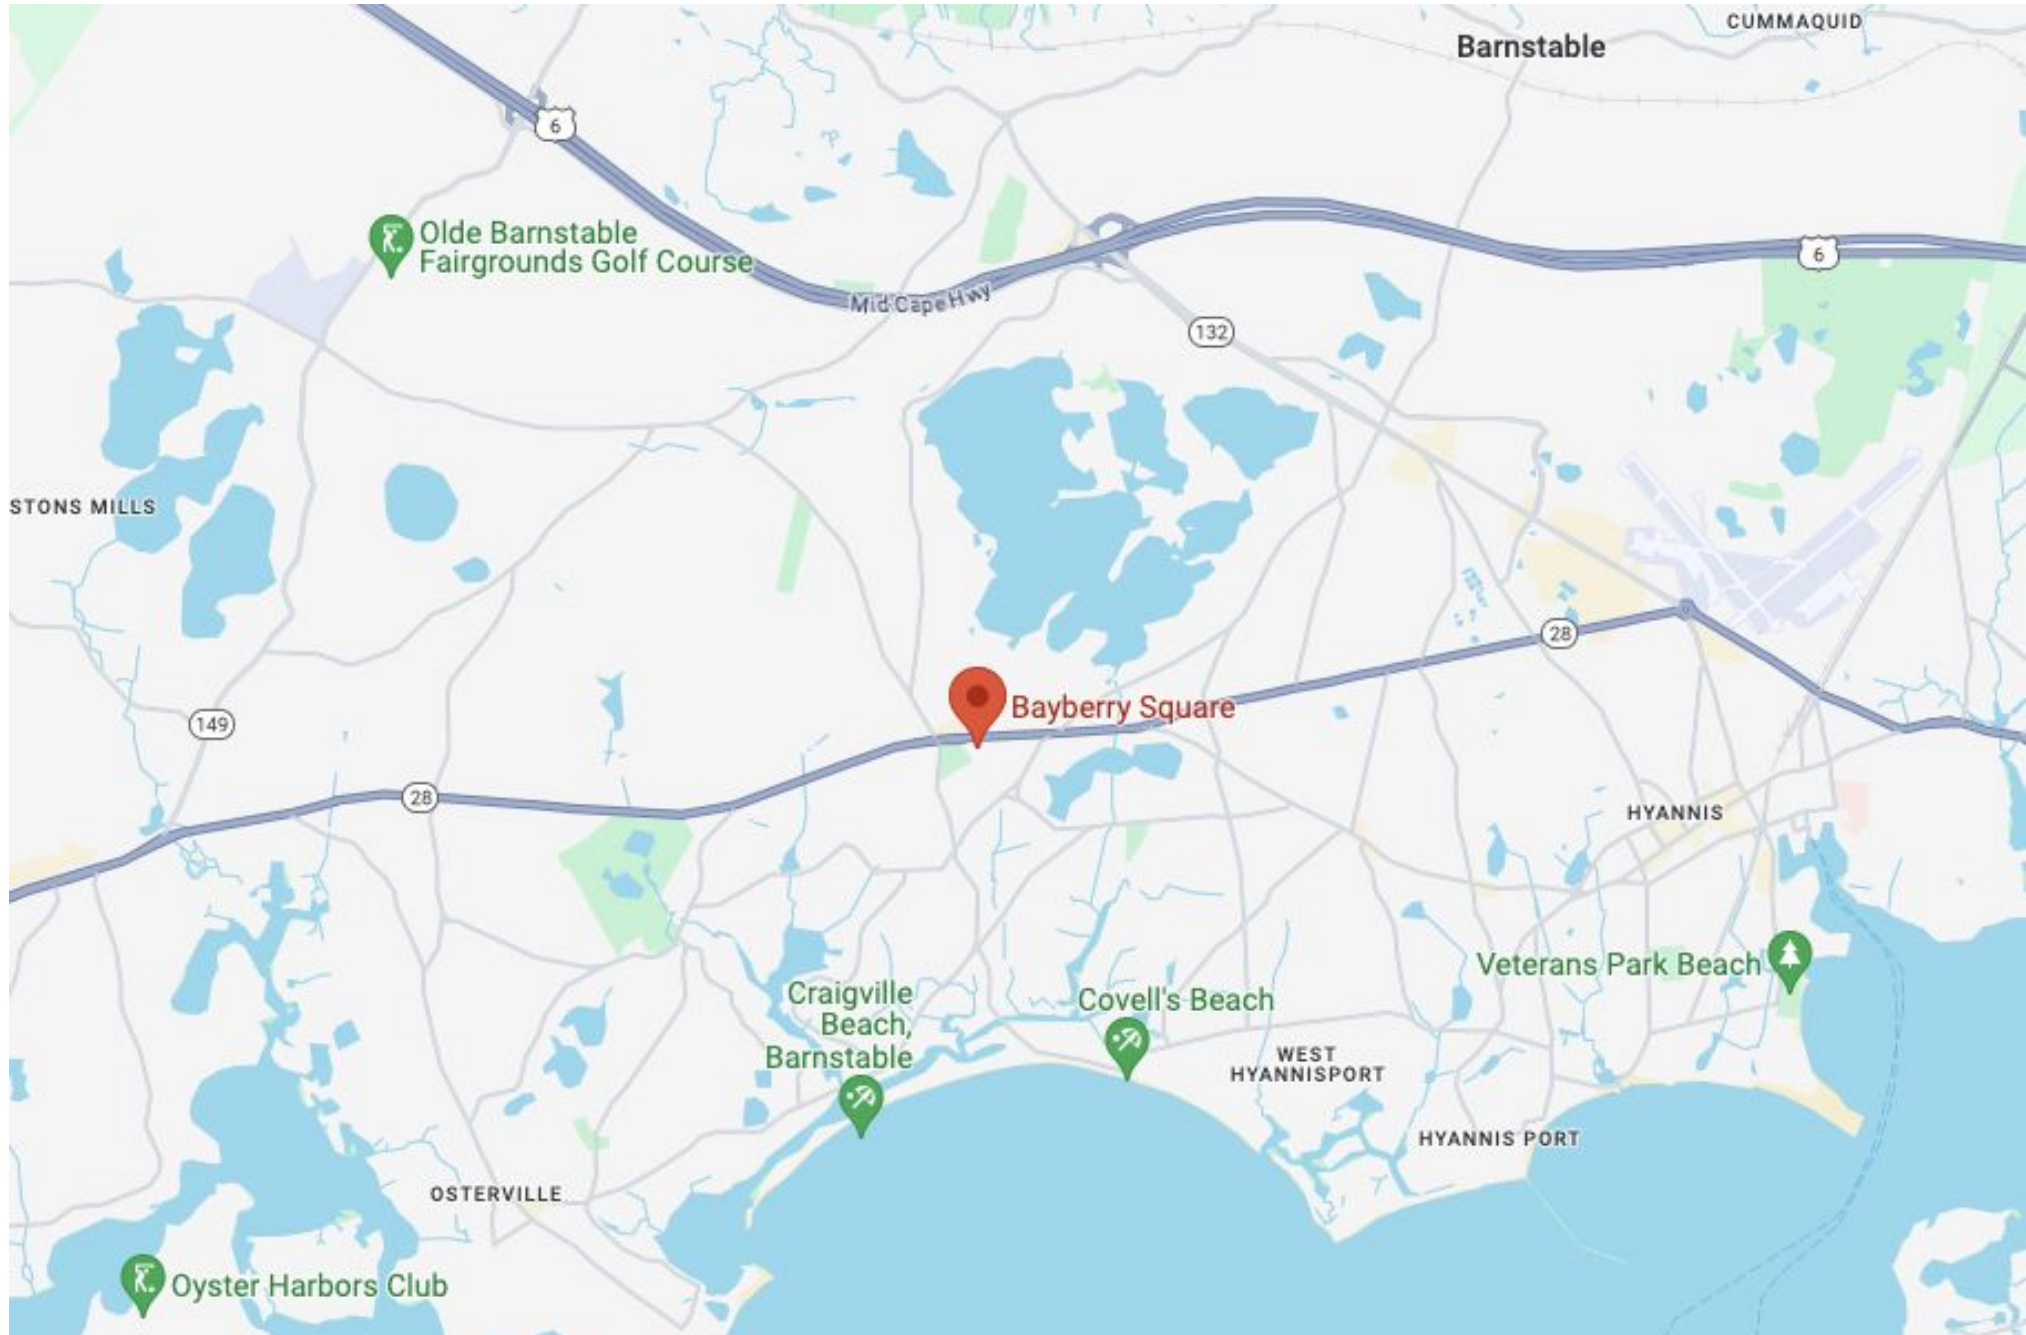 CUMMAQUID
Barnstable
6
Olde Barnstable
Fairgrounds Golf Course
6
Mid Cape Hwy
132
STONS MILLS
28
Bayberry Square
149
28
HYANNIS
Veterans Park Beach
Craigville
Beach,
Barnstable
Covell's Beach
WEST
HYANNISPORT
HYANNIS PORT
OSTERVILLE
Oyster Harbors Club